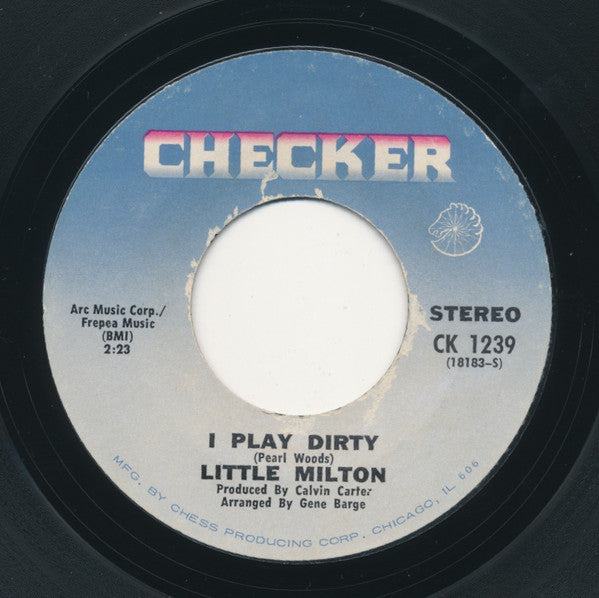 CHECKER
Arc Music Corp./
Frepea Music
(BMI)
2:23
STEREO
CK 1239
(18183-S)
I PLAY DIRTY
(Pearl Woods)
LITTLE MILTON
Produced By Calvin Carter
Arranged By Gene Barge
MFG. BY CHESS PRODUCING CORP. CHICAGO, IL 606